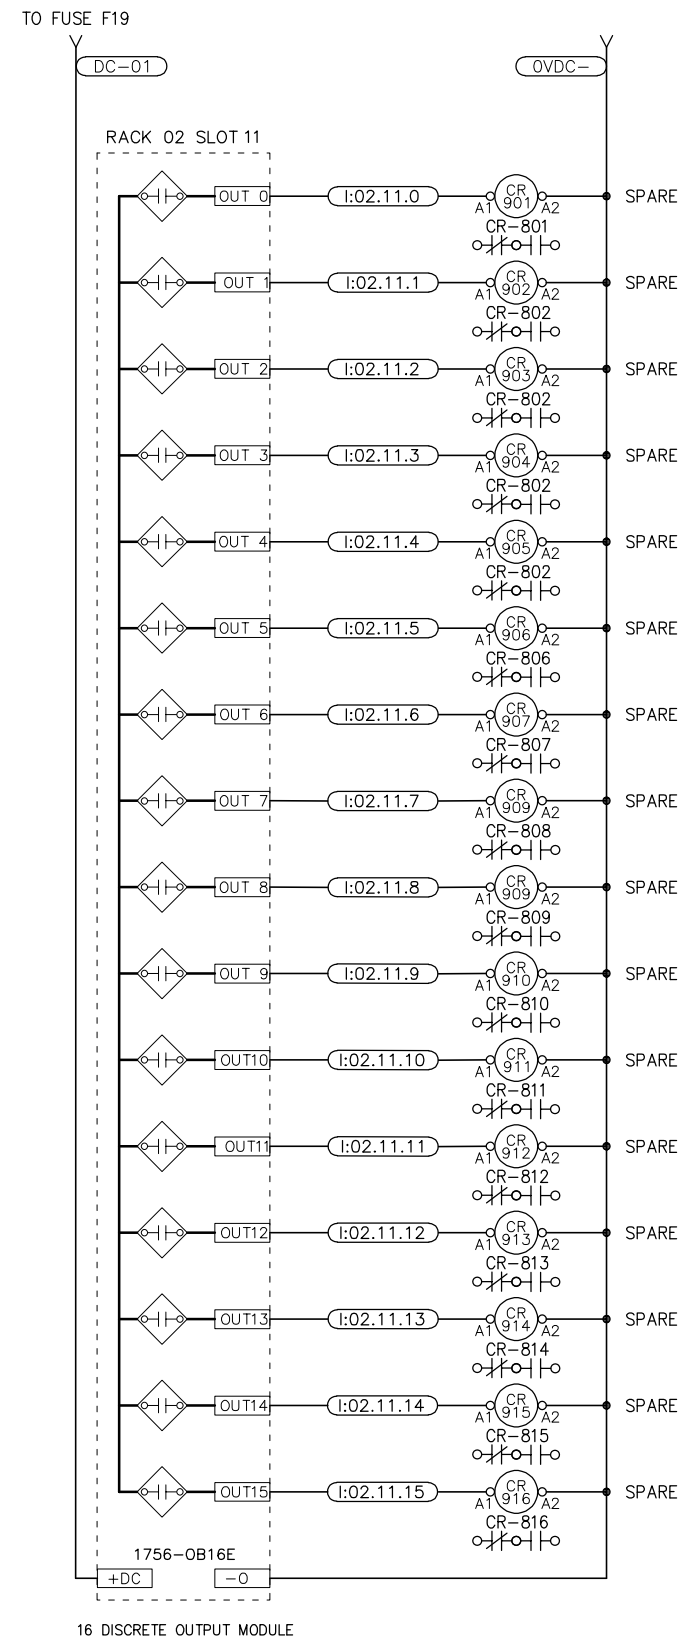 TO FUSE F19
DC-01 0VDC-
RACK 02 SLOT 11
OUT 0 I:02.11.0 CR 901 A1 A2 SPARE
CR-801
OUT 1 I:02.11.1 CR 902 A1 A2 SPARE
CR-802
OUT 2 I:02.11.2 CR 903 A1 A2 SPARE
CR-802
OUT 3 I:02.11.3 CR 904 A1 A2 SPARE
CR-802
OUT 4 I:02.11.4 CR 905 A1 A2 SPARE
CR-802
OUT 5 I:02.11.5 CR 906 A1 A2 SPARE
CR-806
OUT 6 I:02.11.6 CR 907 A1 A2 SPARE
CR-807
OUT 7 I:02.11.7 CR 909 A1 A2 SPARE
CR-808
OUT 8 I:02.11.8 CR 909 A1 A2 SPARE
CR-809
OUT 9 I:02.11.9 CR 910 A1 A2 SPARE
CR-810
OUT10 I:02.11.10 CR 911 A1 A2 SPARE
CR-811
OUT11 I:02.11.11 CR 912 A1 A2 SPARE
CR-812
OUT12 I:02.11.12 CR 913 A1 A2 SPARE
CR-813
OUT13 I:02.11.13 CR 914 A1 A2 SPARE
CR-814
OUT14 I:02.11.14 CR 915 A1 A2 SPARE
CR-815
OUT15 I:02.11.15 CR 916 A1 A2 SPARE
CR-816
1756-OB16E
+DC -0
16 DISCRETE OUTPUT MODULE